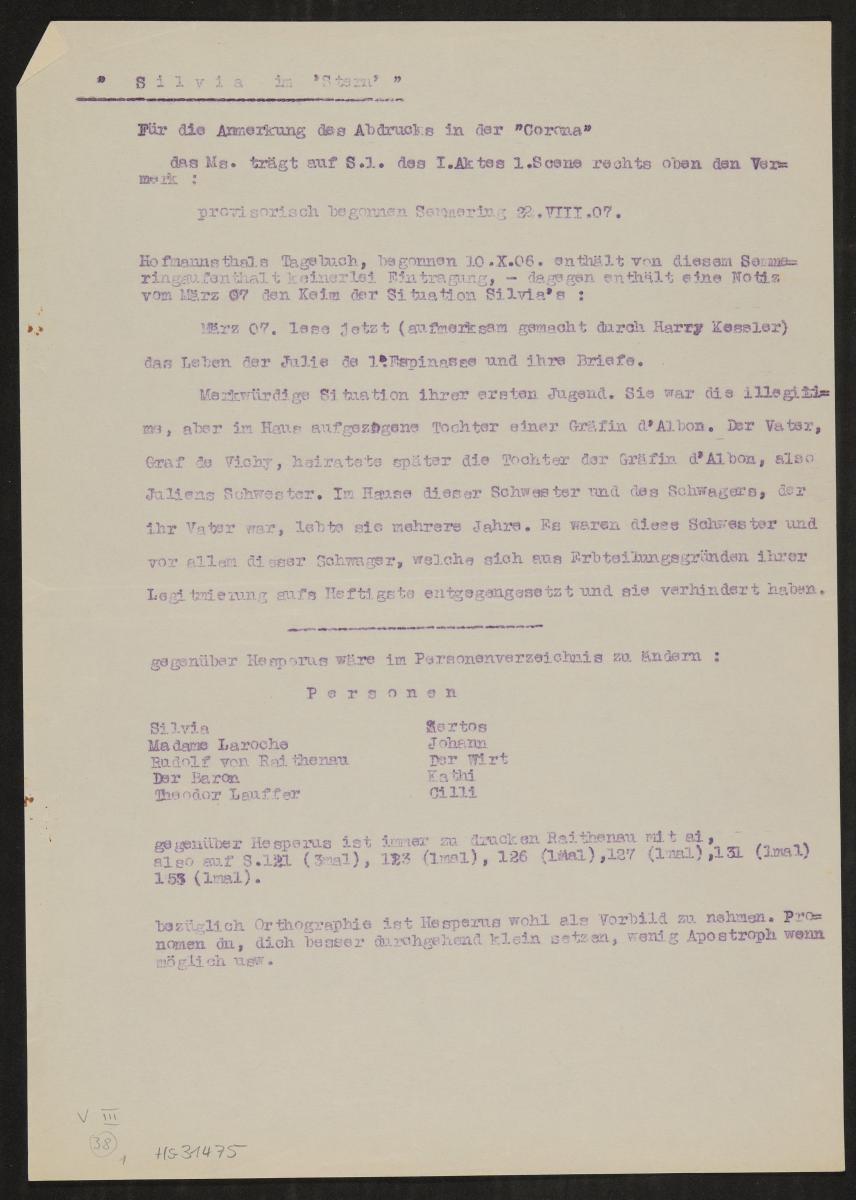 " Silvia im 'Stern' "
Für die Anmerkung des Abdrucks in der "Corona"
das Ms. trägt auf S.1. des I.Aktes 1.Scene rechts oben den Ver=
merk :
provisorisch begonnen Semmering 22.VIII.07.
Hofmannsthals Tagebuch, begonnen 10.X.06. enthält von diesem Semme=
ringaufenthalt keinerlei Eintragung, - dagegen enthält eine Notiz
vom März 07 den Keim der Situation Silvia's :
März 07. lese jetzt (aufmerksam gemacht durch Harry Kessler)
das Leben der Julie de l'Espinasse und ihre Briefe.
Merkwürdige Situation ihrer ersten Jugend. Sie war die illegiti=
me, aber im Haus aufgezogene Tochter einer Gräfin d'Albon. Der Vater,
Graf de Vichy, heiratete später die Tochter der Gräfin d'Albon, also
Juliens Schwester. Im Hause dieser Schwester und des Schwagers, der
ihr Vater war, lebte sie mehrere Jahre. Es waren diese Schwester und
vor allem dieser Schwager, welche sich aus Erbteilungsgründen ihrer
Legitmierung aufs Heftigste entgegengesetzt und sie verhindert haben.
gegenüber Hesperus wäre im Personenverzeichnis zu ändern :
Personen
Silvia Mertos
Madame Laroche Johann
Rudolf von Raithenau Der Wirt
Der Baron Kathi
Theodor Lauffer Cilli
gegenüber Hesperus ist immer zu drucken Raithenau mit ai,
also auf S.121 (3mal), 123 (1mal), 126 (1mal),127 (1mal),131 (1mal)
153 (1mal).
bezüglich Orthographie ist Hesperus wohl als Vorbild zu nehmen. Pro=
nomen du, dich besser durchgehend klein setzen, wenig Apostroph wenn
möglich usw.
V III
38
1
HS-31475